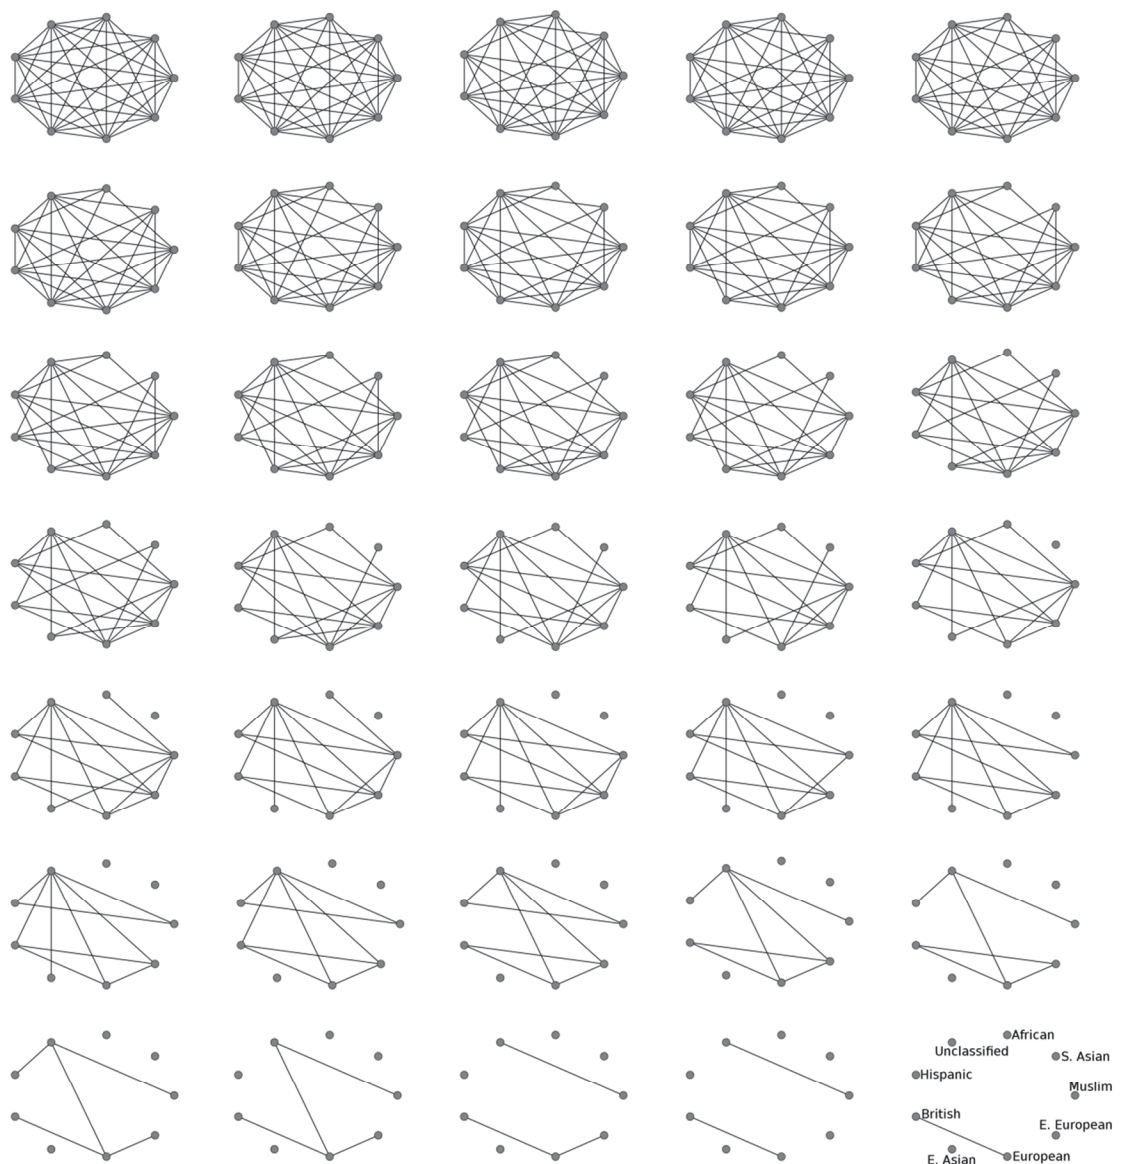 African
Unclassified
S. Asian
Hispanic
Muslim
British
E. European
E. Asian
European